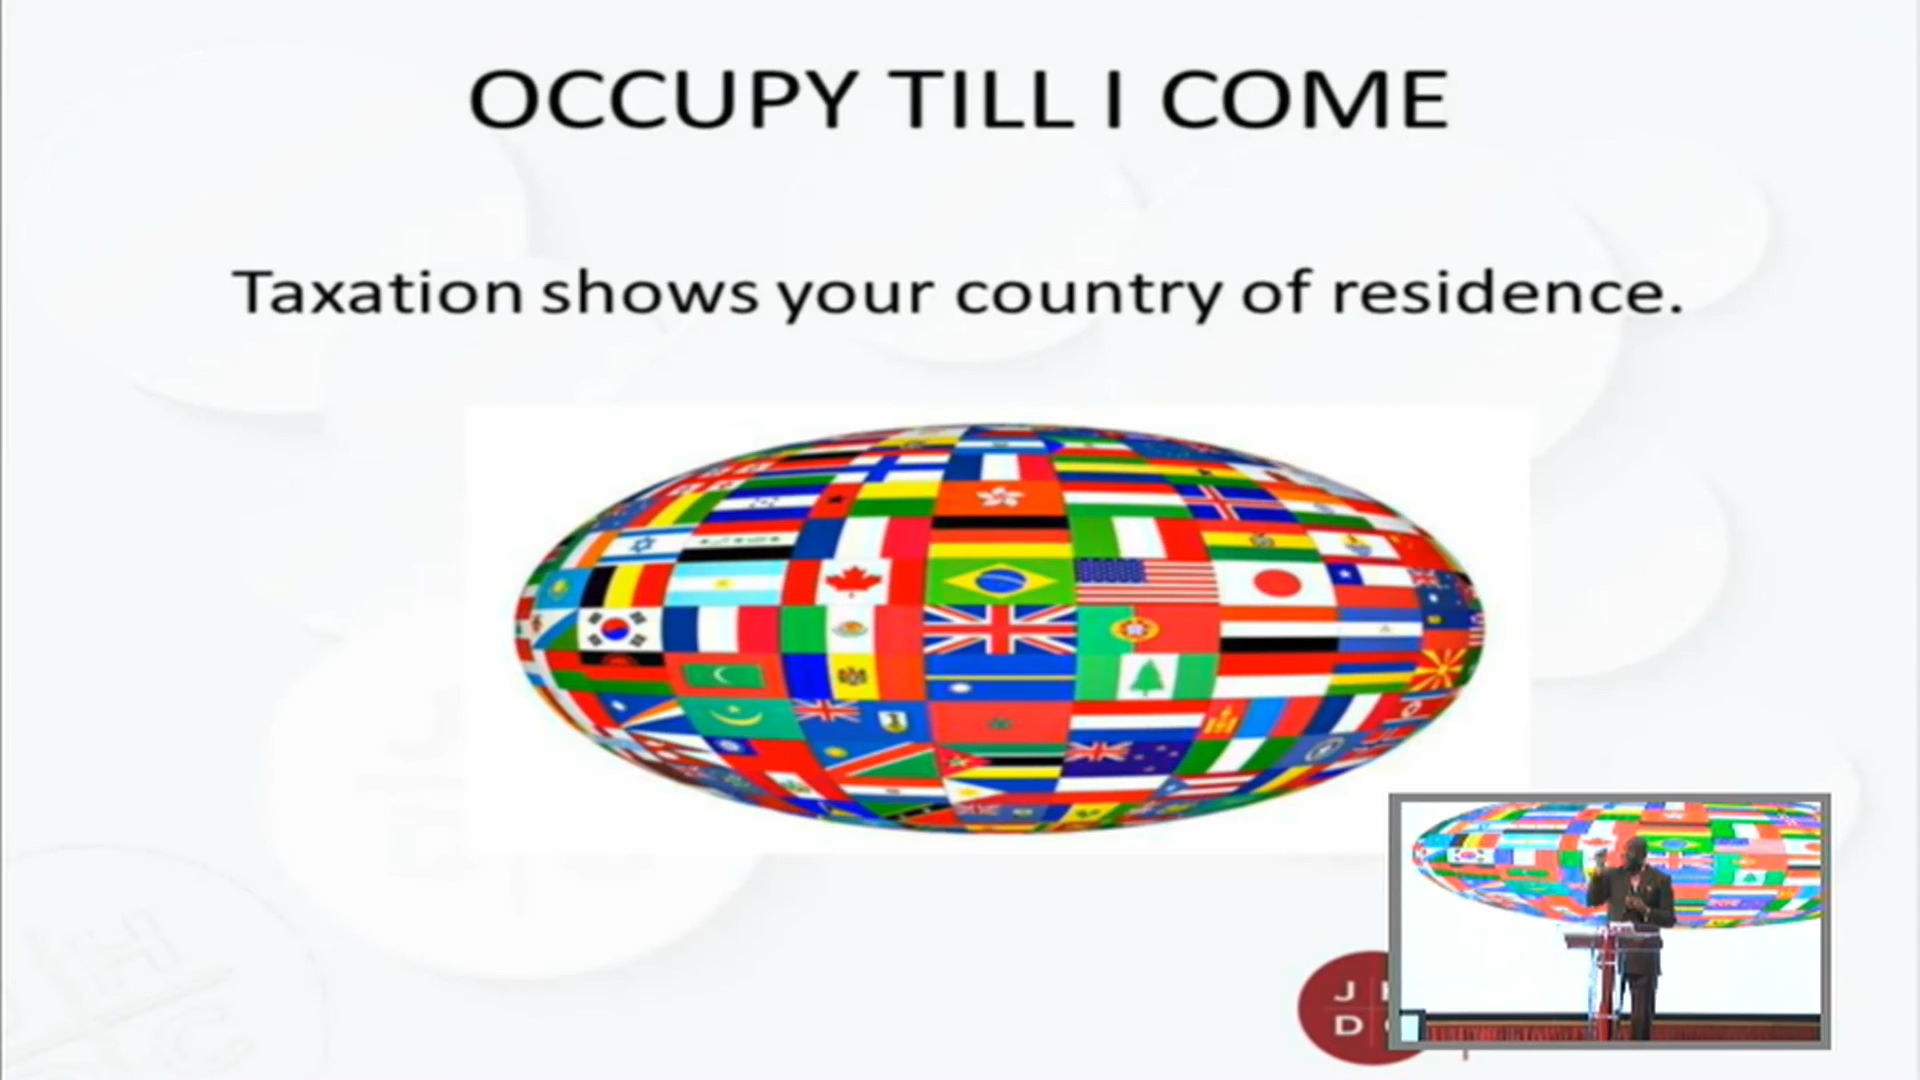 OCCUPY TILL I COME
Taxation shows your country of residence.
J
D